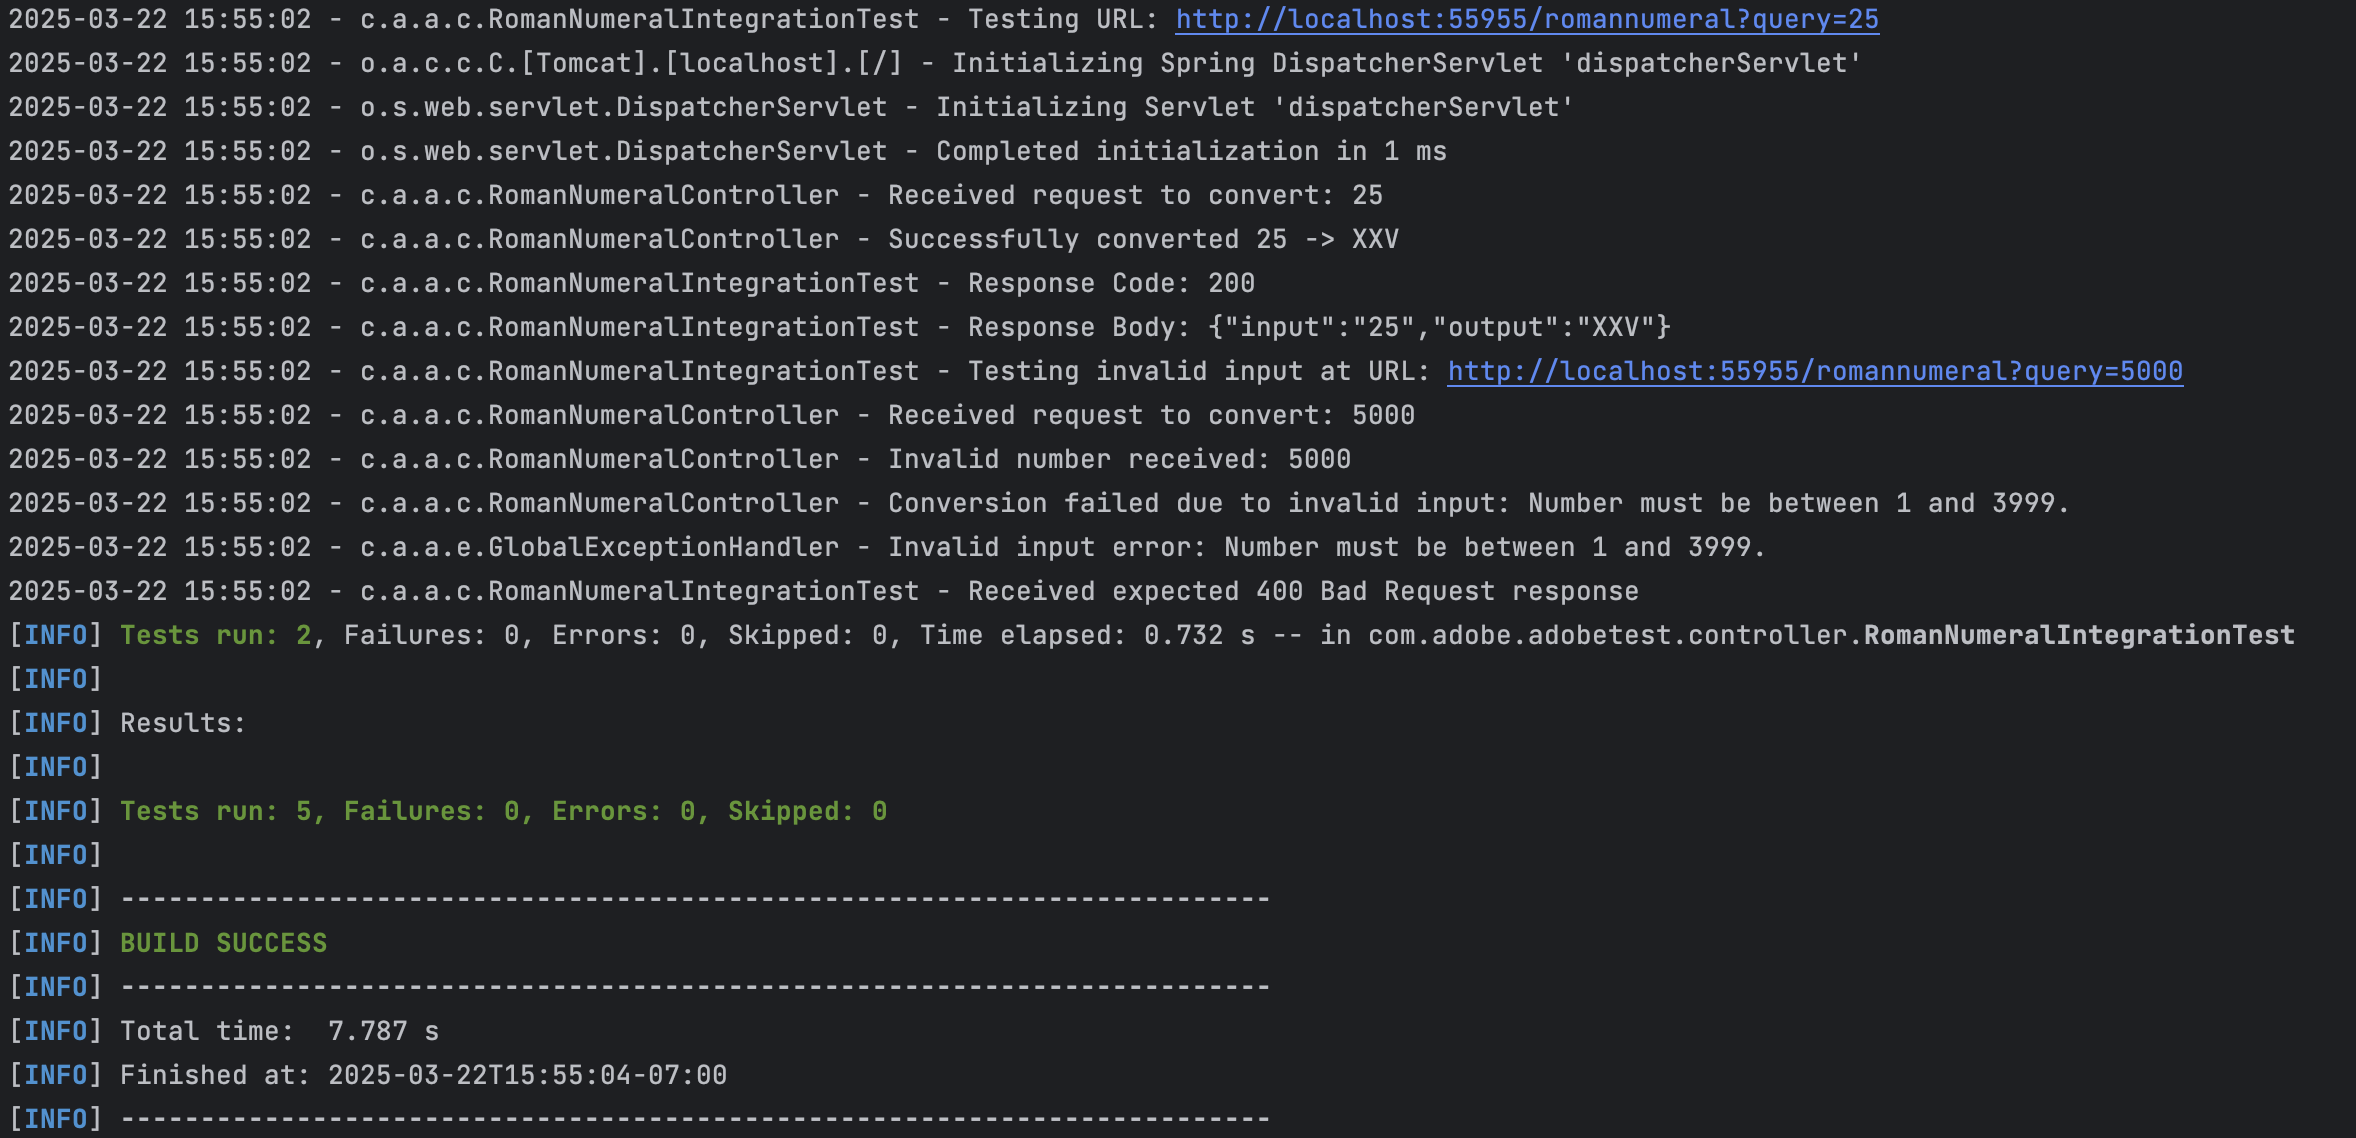 2025-03-22 15:55:02 - c.a.a.c.RomanNumeralIntegrationTest - Testing URL: http://localhost:55955/romannumeral?query=25
2025-03-22 15:55:02 - o.a.c.c.C.[Tomcat].[localhost].[/] - Initializing Spring DispatcherServlet 'dispatcherServlet'
2025-03-22 15:55:02 - o.s.web.servlet.DispatcherServlet - Initializing Servlet 'dispatcherServlet'
2025-03-22 15:55:02 - o.s.web.servlet.DispatcherServlet - Completed initialization in 1 ms
2025-03-22 15:55:02 - c.a.a.c.RomanNumeralController - Received request to convert: 25
2025-03-22 15:55:02 - c.a.a.c.RomanNumeralController - Successfully converted 25 -> XXV
2025-03-22 15:55:02 - c.a.a.c.RomanNumeralIntegrationTest - Response Code: 200
2025-03-22 15:55:02 - c.a.a.c.RomanNumeralIntegrationTest - Response Body: {"input":"25","output":"XXV"}
2025-03-22 15:55:02 - c.a.a.c.RomanNumeralIntegrationTest - Testing invalid input at URL: http://localhost:55955/romannumeral?query=5000
2025-03-22 15:55:02 - c.a.a.c.RomanNumeralController - Received request to convert: 5000
2025-03-22 15:55:02 - c.a.a.c.RomanNumeralController - Invalid number received: 5000
2025-03-22 15:55:02 - c.a.a.c.RomanNumeralController - Conversion failed due to invalid input: Number must be between 1 and 3999.
2025-03-22 15:55:02 - c.a.a.e.GlobalExceptionHandler - Invalid input error: Number must be between 1 and 3999.
2025-03-22 15:55:02 - c.a.a.c.RomanNumeralIntegrationTest - Received expected 400 Bad Request response
[INFO] Tests run: 2, Failures: 0, Errors: 0, Skipped: 0, Time elapsed: 0.732 s -- in com.adobe.adobetest.controller.RomanNumeralIntegrationTest
[INFO]
[INFO] Results:
[INFO]
[INFO] Tests run: 5, Failures: 0, Errors: 0, Skipped: 0
[INFO]
[INFO] ------------------------------------------------------------------------
[INFO] BUILD SUCCESS
[INFO] ------------------------------------------------------------------------
[INFO] Total time:  7.787 s
[INFO] Finished at: 2025-03-22T15:55:04-07:00
[INFO] ------------------------------------------------------------------------